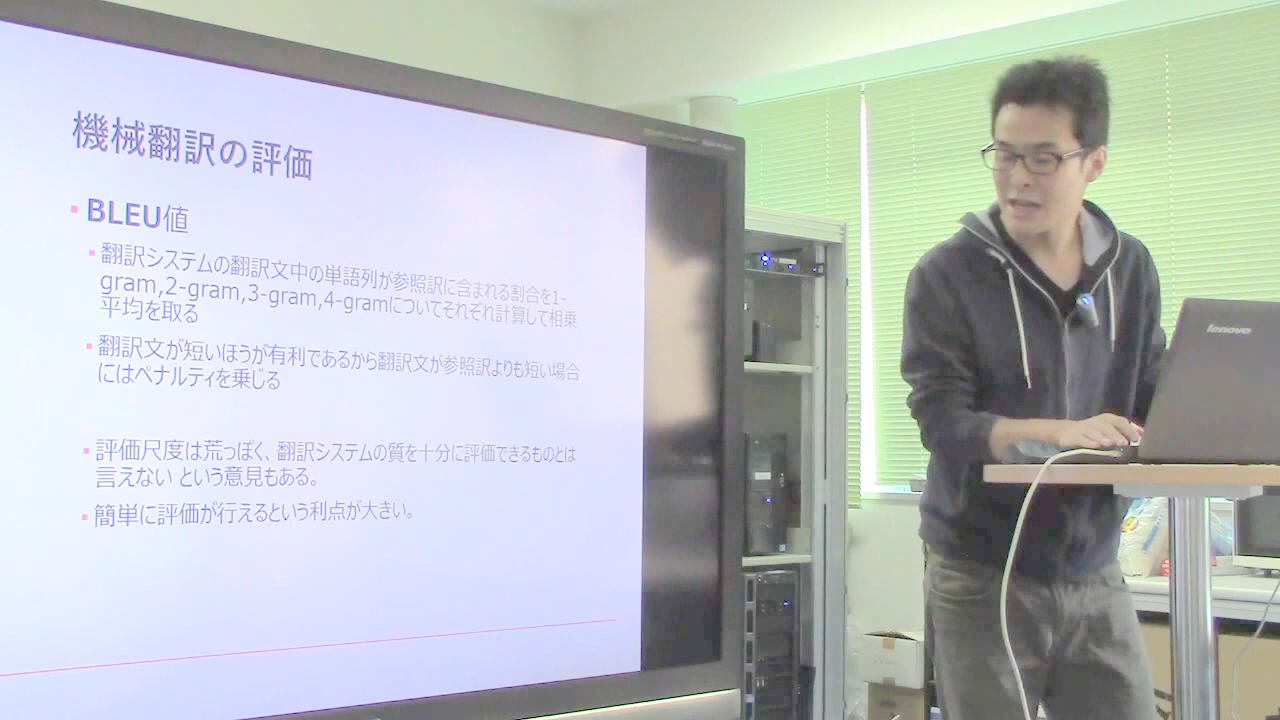 機械翻訳の評価
BLEU値
翻訳システムの翻訳文中の単語列が参照訳に含まれる割合を1-
gram,2-gram,3-gram,4-gramについてそれぞれ計算して相乗
平均を取る
翻訳文が短いほうが有利であるから翻訳文が参照訳よりも短い場合
にはペナルティを乗じる
評価尺度は荒っぽく、翻訳システムの質を十分に評価できるものとは
言えない という意見もある。
簡単に評価が行えるという利点が大きい。
lenovo